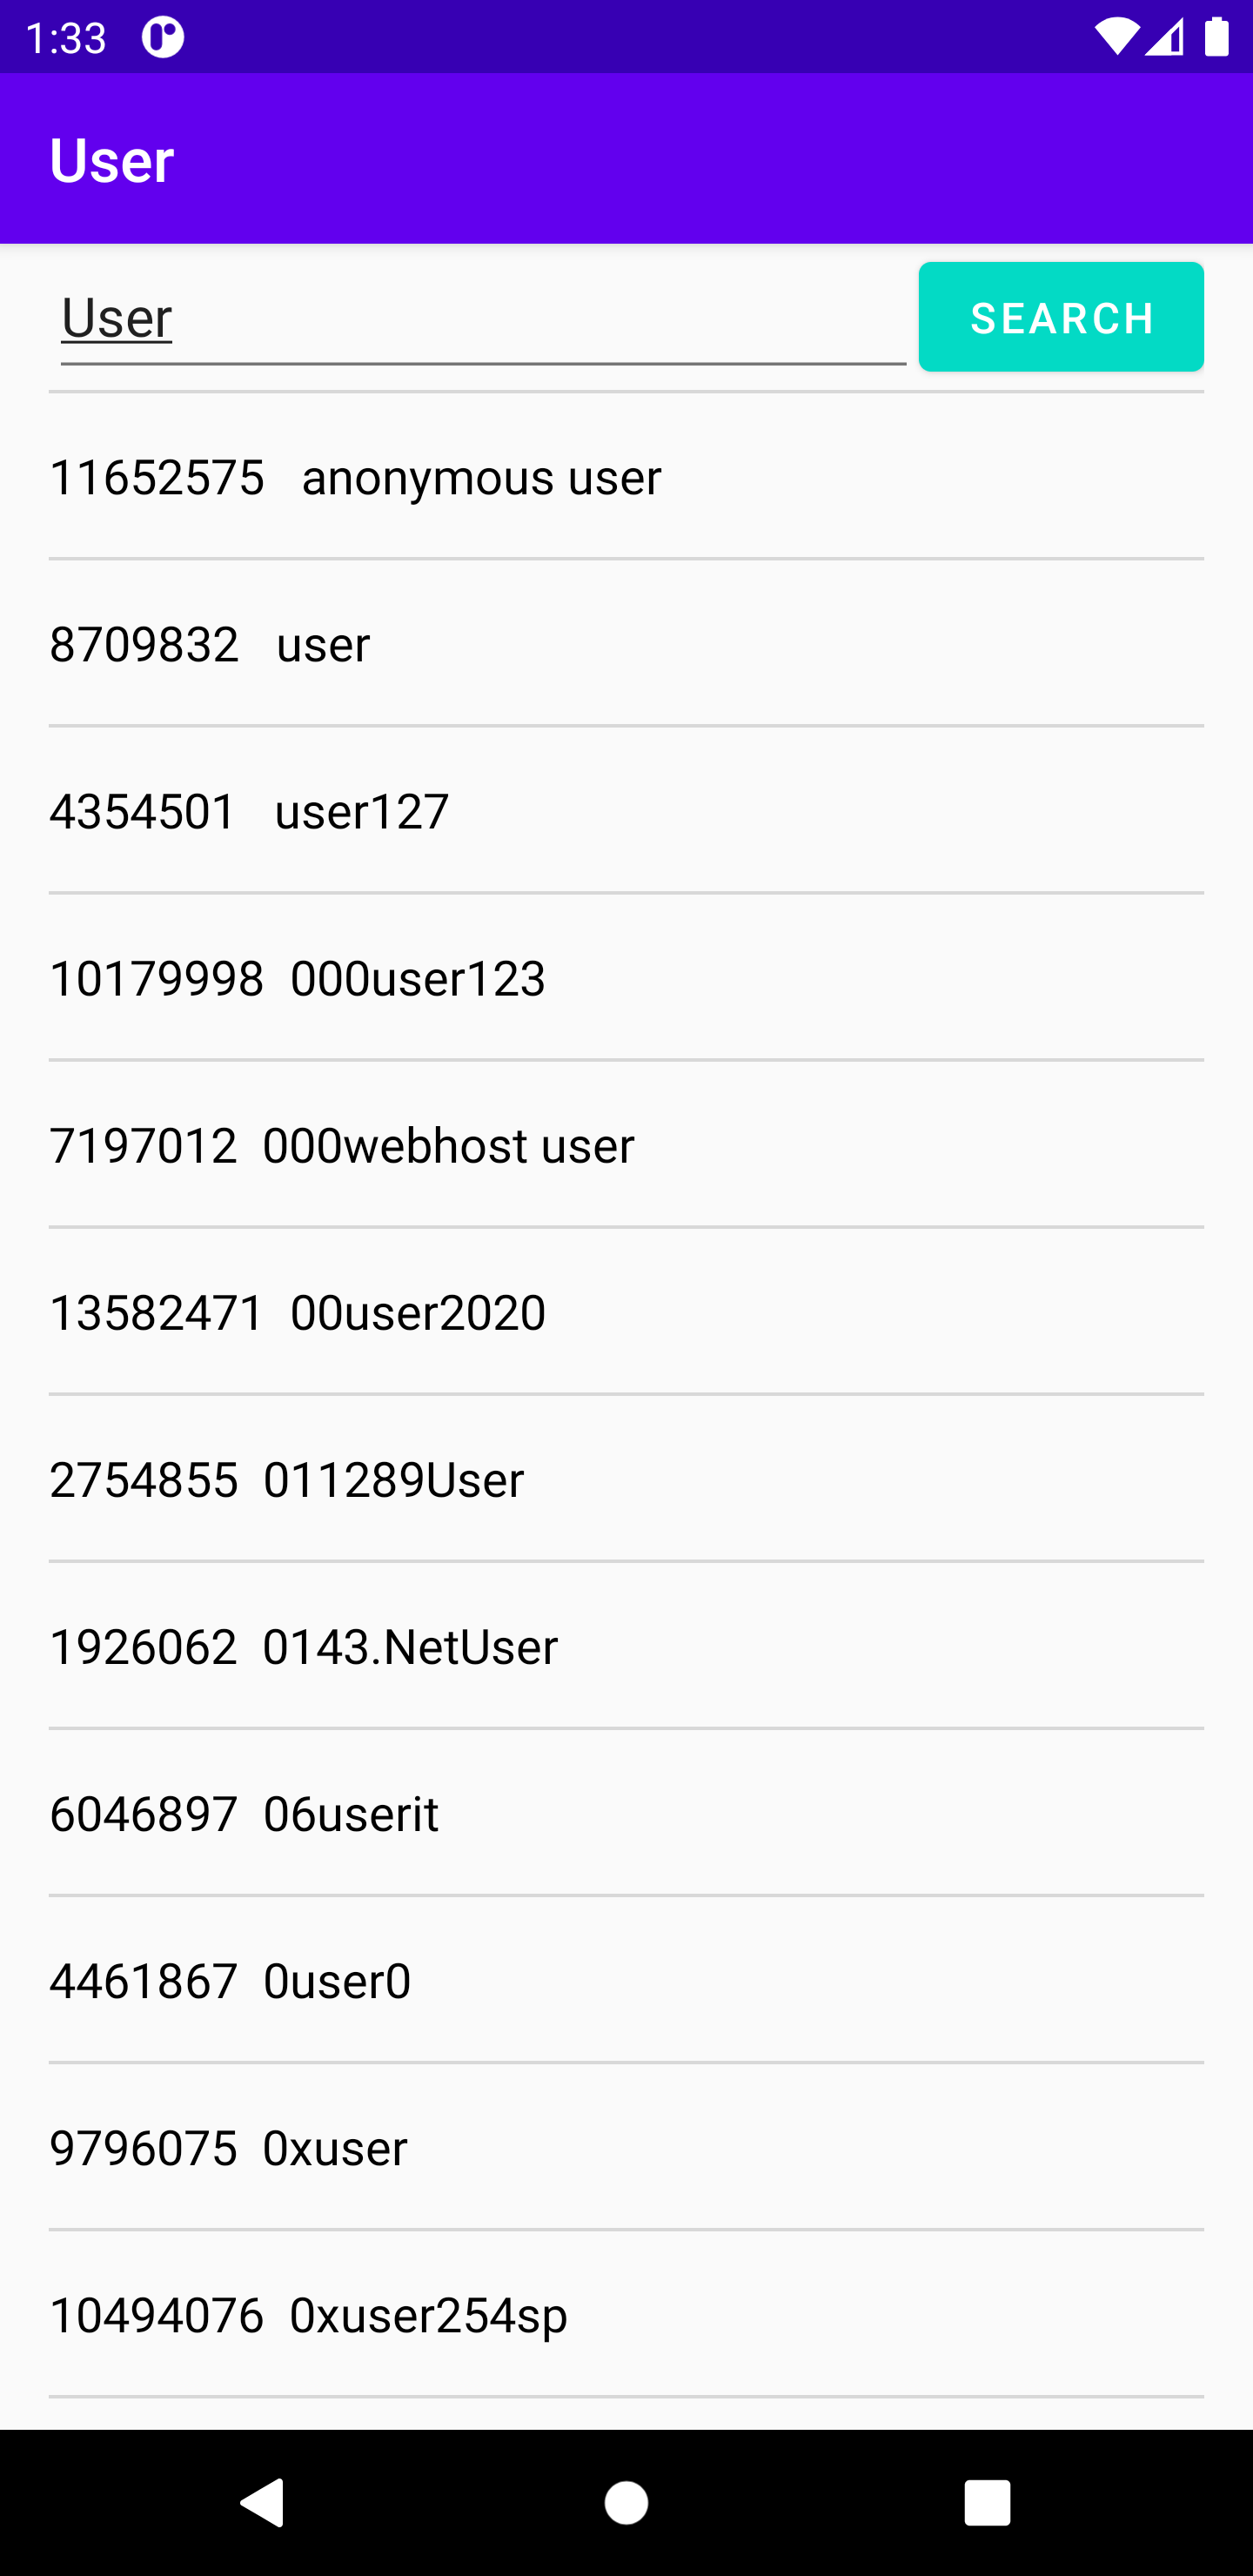 1:33
User
User SEARCH
11652575 anonymous user
8709832 user
4354501 user127
10179998 000user123
7197012 000webhost user
13582471 00user2020
2754855 011289User
1926062 0143.NetUser
6046897 06userit
4461867 0user0
9796075 0xuser
10494076 0xuser254sp